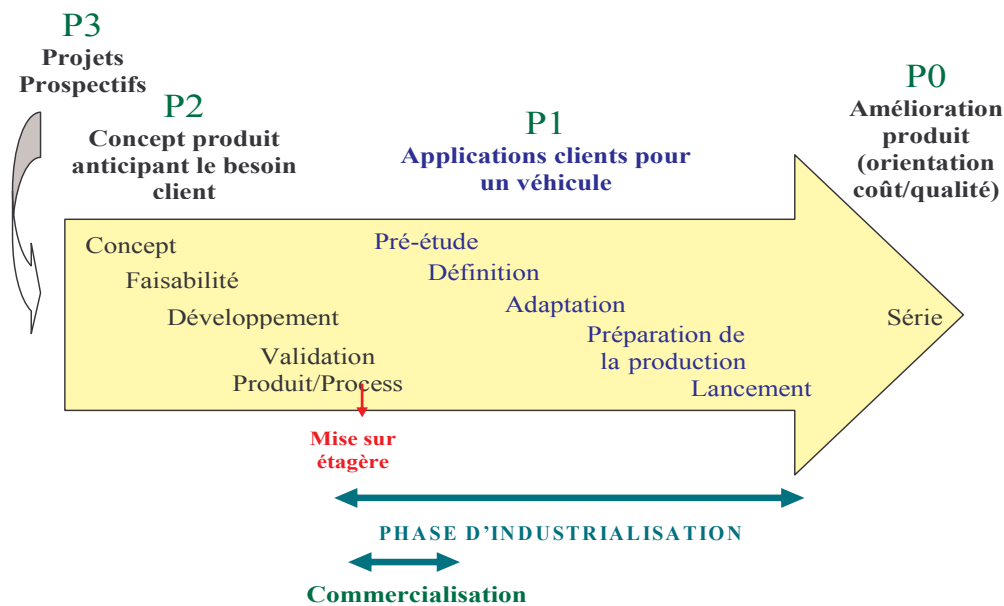 P3
Projets
Prospectifs
P2
Concept produit
anticipant le besoin
client
P1
Applications clients pour
un véhicule
P0
Amélioration
produit
(orientation
coût/qualité)
Concept
Faisabilité
Développement
Validation
Produit/Process
Pré-étude
Définition
Adaptation
Préparation de
la production
Lancement
Série
Mise sur
étagère
PHASE D'INDUSTRIALISATION
Commercialisation